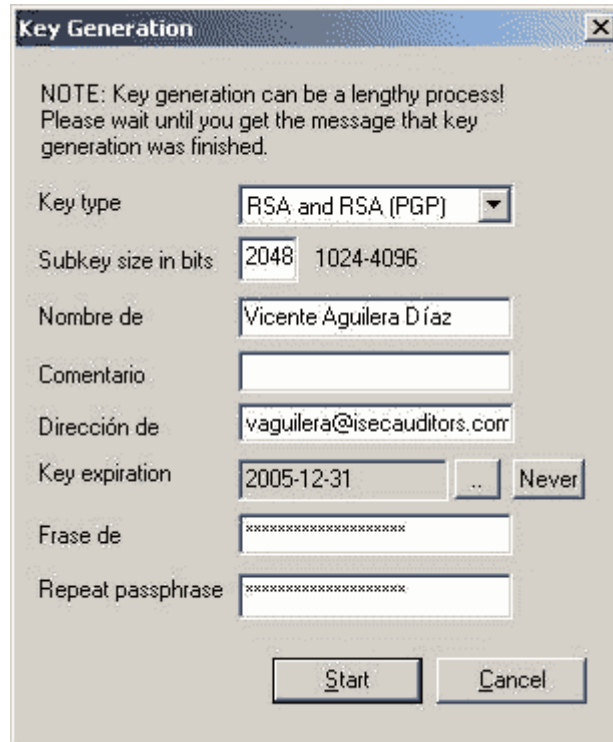 Key Generation
NOTE: Key generation can be a lengthy process!
Please wait until you get the message that key
generation was finished.
Key type RSA and RSA (PGP)
Subkey size in bits 2048 1024-4096
Nombre de Vicente Aguilera Díaz
Comentario
Dirección de vaguilera@isecauditors.com
Key expiration 2005-12-31 .. Never
Frase de ********************
Repeat passphrase ********************
Start Cancel